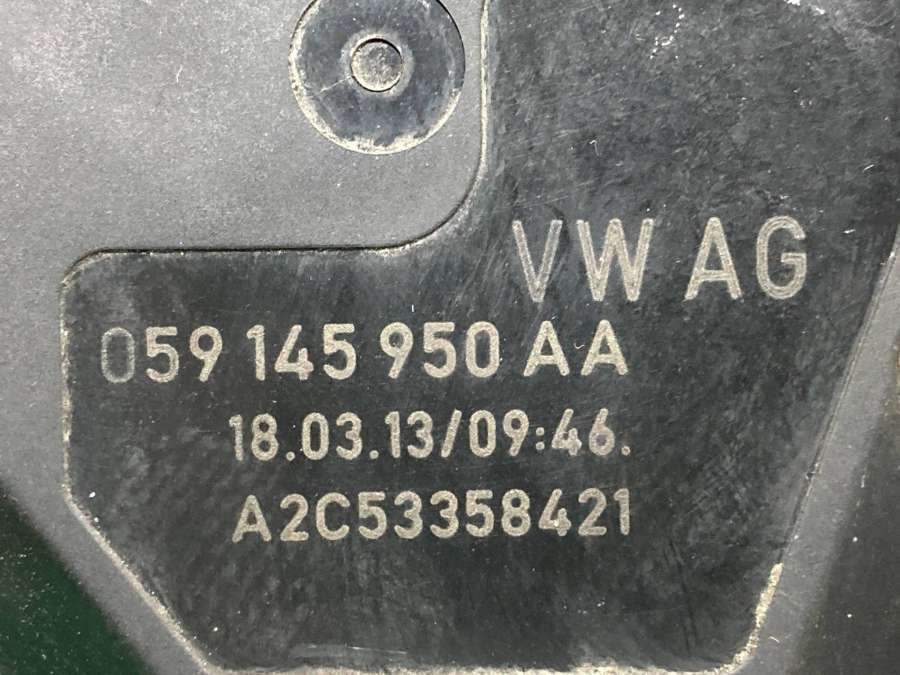 VW AG
059 145 950 AA
18.03.13/09:46.
A2C53358421